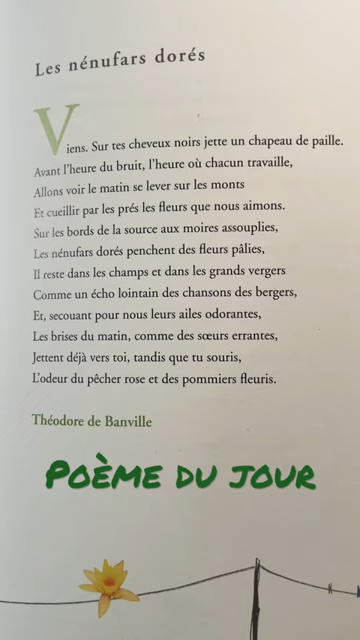 Les nénufars dorés
Viens. Sur tes cheveux noirs jette un chapeau de paille.
Avant l'heure du bruit, l'heure où chacun travaille,
Allons voir le matin se lever sur les monts
Et cueillir par les prés les fleurs que nous aimons.
Sur les bords de la source aux moires assouplies,
Les nénufars dorés penchent des fleurs pâlies,
Il reste dans les champs et dans les grands vergers
Comme un écho lointain des chansons des bergers,
Et, secouant pour nous leurs ailes odorantes,
Les brises du matin, comme des sœurs errantes,
Jettent déjà vers toi, tandis que tu souris,
L'odeur du pêcher rose et des pommiers fleuris.
Théodore de Banville
POÈME DU JOUR